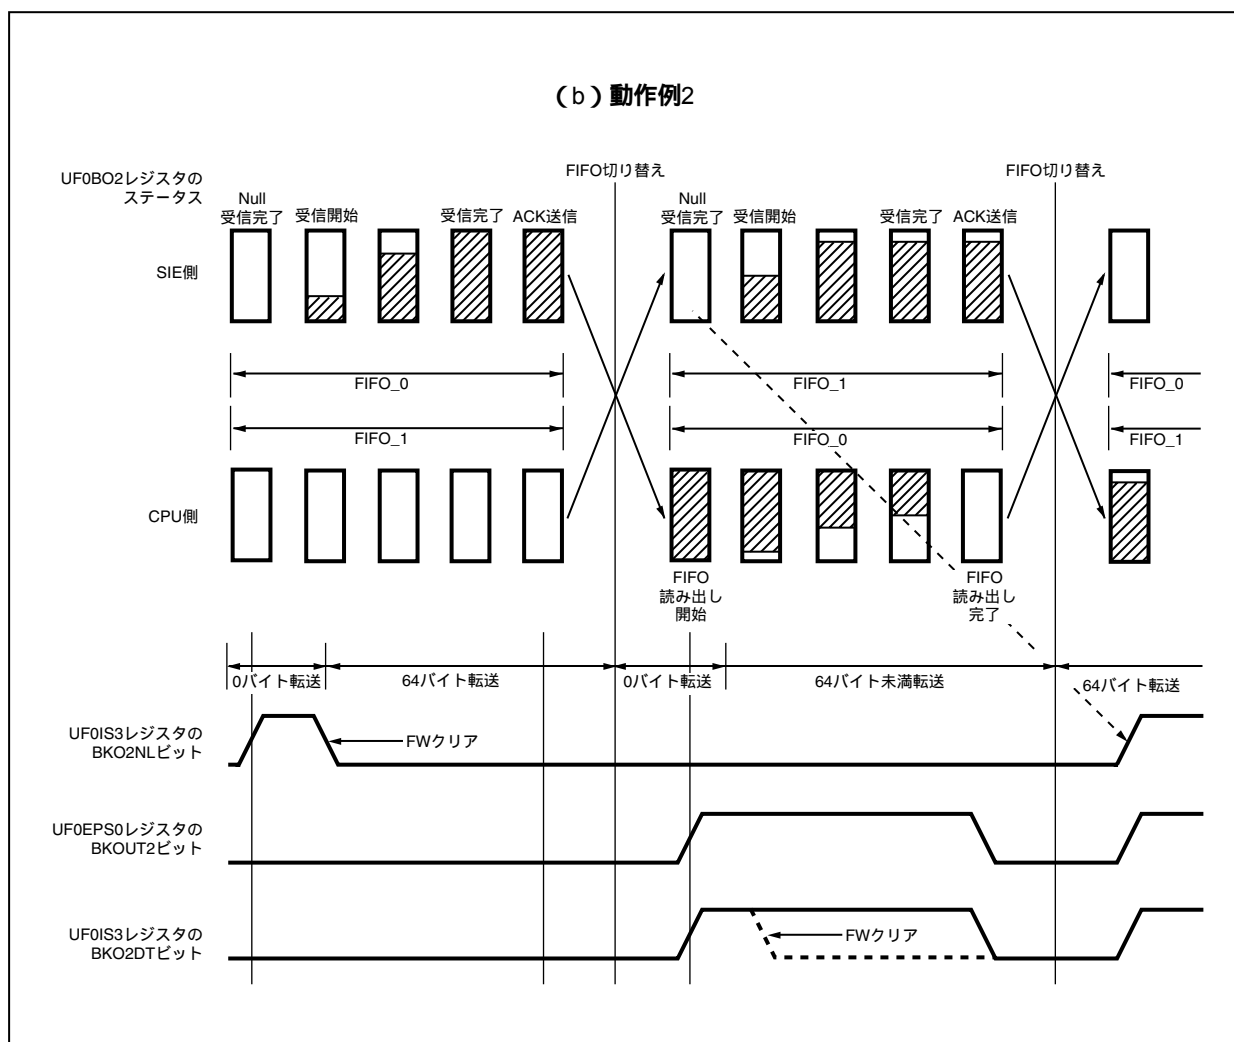 (b)動作例2
FIFO切り替え
FIFO切り替え
UF0BO2レジスタの
ステータス
Null
受信完了
受信開始
受信完了
ACK送信
Null
受信完了
受信開始
受信完了
ACK送信
SIE側
FIFO_0
FIFO_1
FIFO_0
FIFO_1
FIFO_0
FIFO_1
CPU側
FIFO
読み出し
開始
FIFO
読み出し
完了
0バイト転送
64バイト転送
0バイト転送
64バイト未満転送
64バイト転送
UF0IS3レジスタの
BKO2NLビット
FWクリア
UF0EPS0レジスタの
BKOUT2ビット
UF0IS3レジスタの
BKO2DTビット
FWクリア